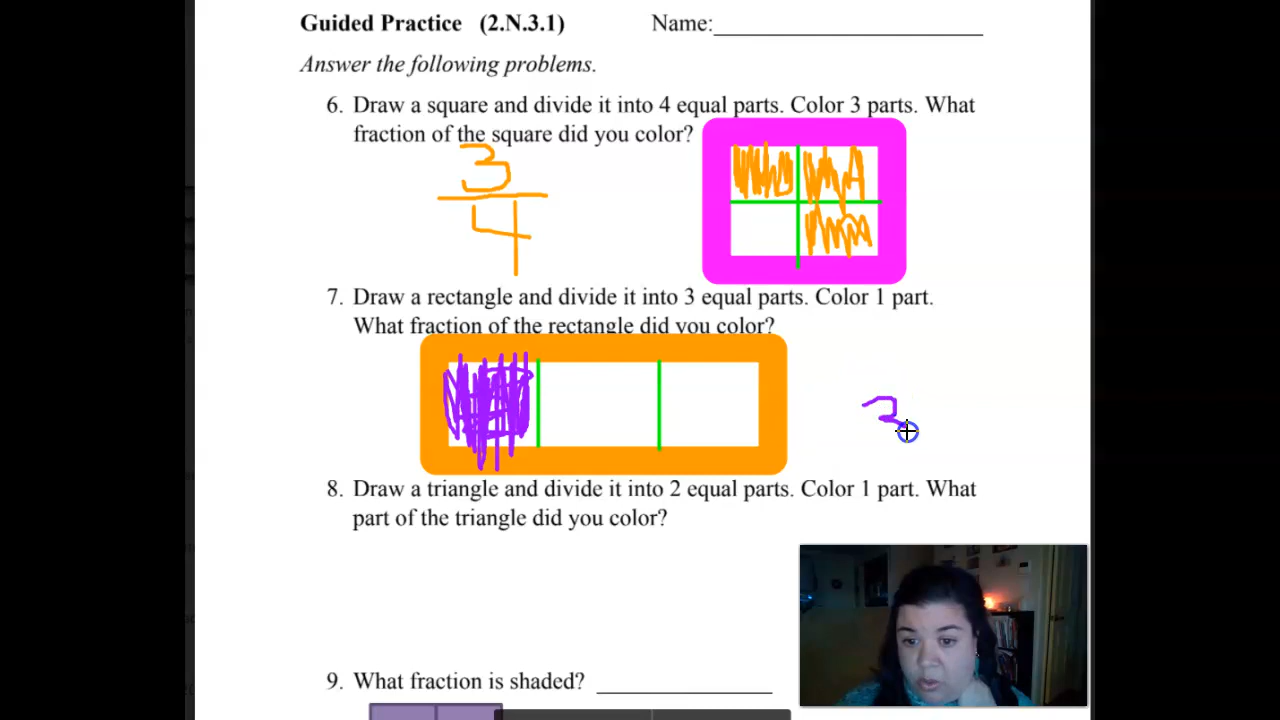 Guided Practice (2.N.3.1) Name:
Answer the following problems.
6. Draw a square and divide it into 4 equal parts. Color 3 parts. What
fraction of the square did you color?
3
4
7. Draw a rectangle and divide it into 3 equal parts. Color 1 part.
What fraction of the rectangle did you color?
3
8. Draw a triangle and divide it into 2 equal parts. Color 1 part. What
part of the triangle did you color?
9. What fraction is shaded?